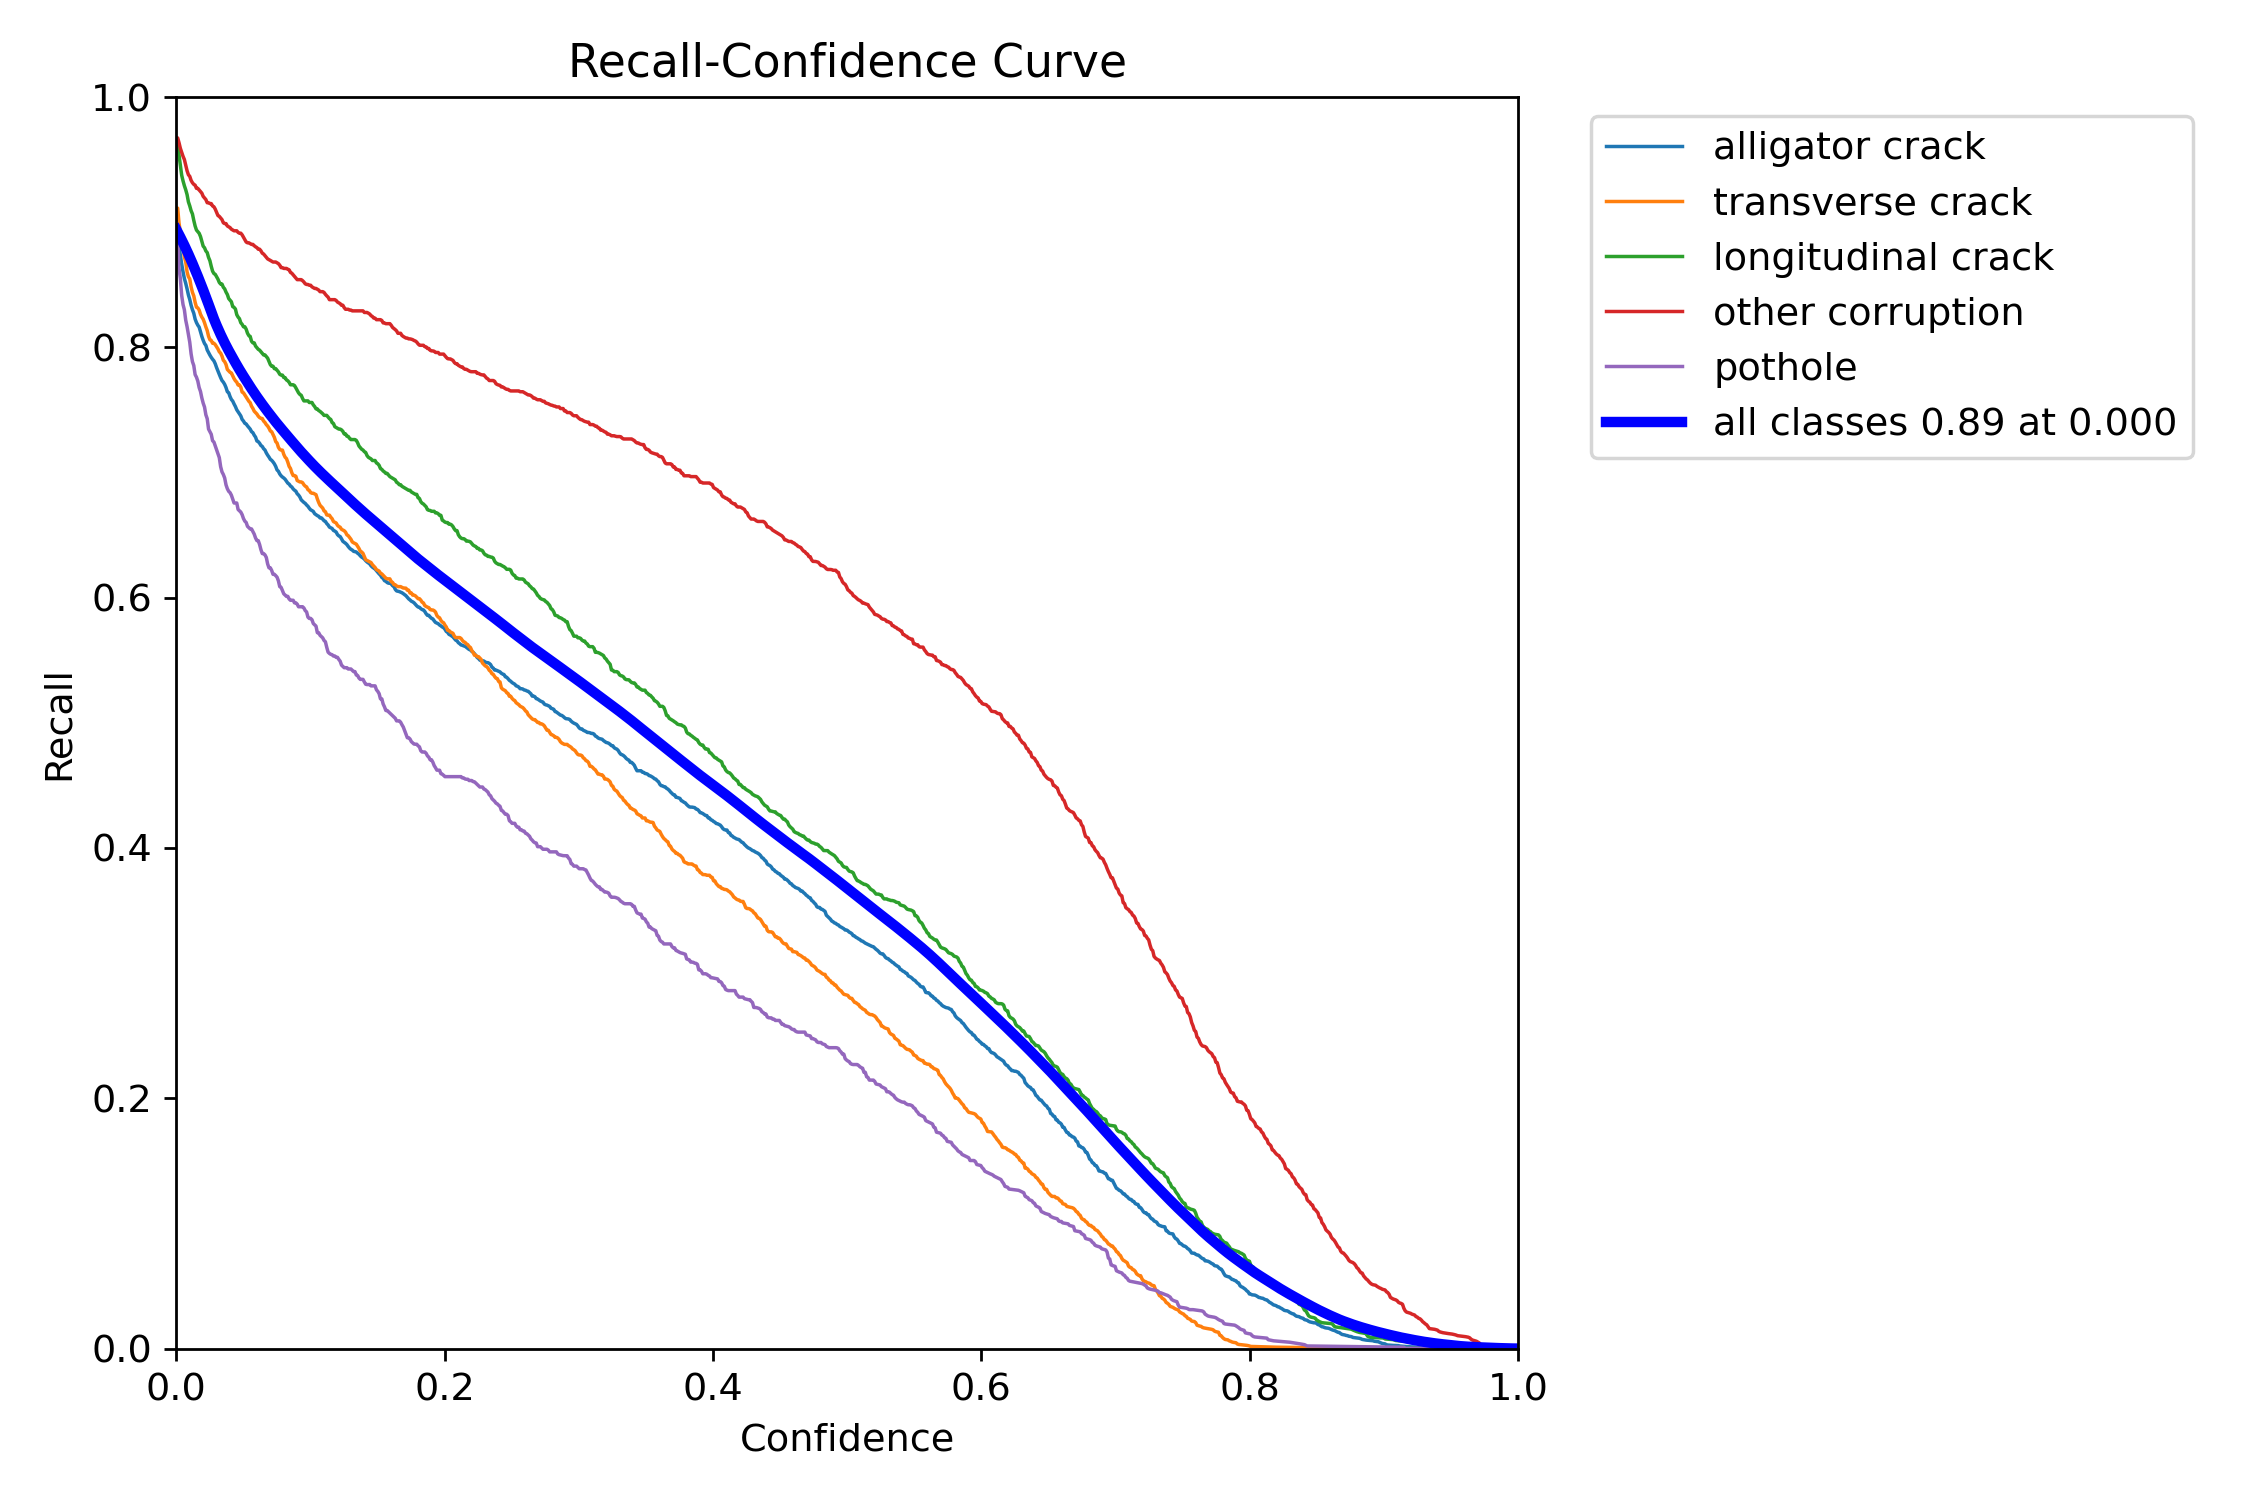 Recall-Confidence Curve
1.0
0.8
0.6
0.4
0.2
0.0
Recall
0.0 0.2 0.4 0.6 0.8 1.0
Confidence
alligator crack
transverse crack
longitudinal crack
other corruption
pothole
all classes 0.89 at 0.000